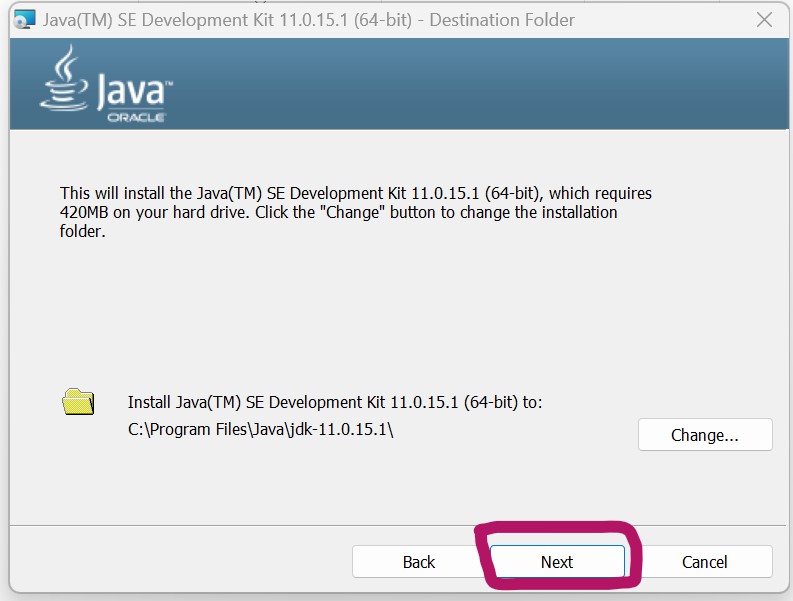 Java(TM) SE Development Kit 11.0.15.1 (64-bit) - Destination Folder
Java™
ORACLE
This will install the Java(TM) SE Development Kit 11.0.15.1 (64-bit), which requires
420MB on your hard drive. Click the "Change" button to change the installation
folder.
Install Java(TM) SE Development Kit 11.0.15.1 (64-bit) to:
C:\Program Files\Java\jdk-11.0.15.1\
Change...
Back Next Cancel